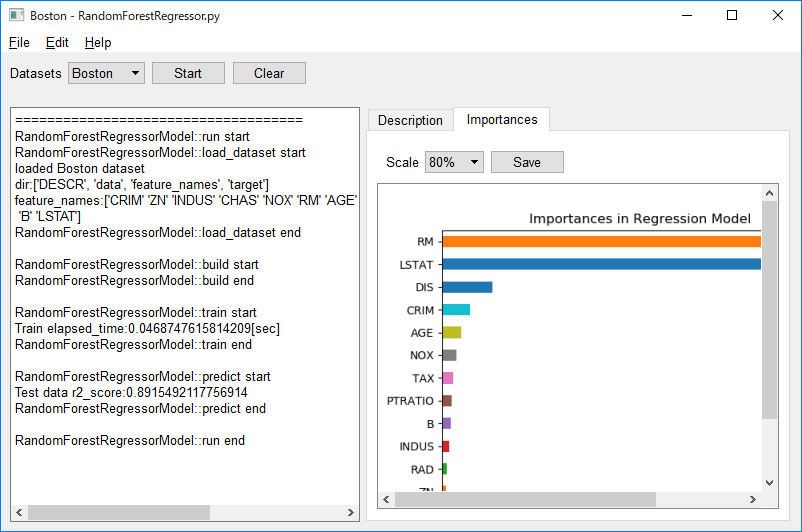 Boston - RandomForestRegressor.py
File Edit Help
Datasets Boston Start Clear
=====================================
RandomForestRegressorModel::run start
RandomForestRegressorModel::load_dataset start
loaded Boston dataset
dir:['DESCR', 'data', 'feature_names', 'target']
feature_names:['CRIM' 'ZN' 'INDUS' 'CHAS' 'NOX' 'RM' 'AGE'
'B' 'LSTAT']
RandomForestRegressorModel::load_dataset end
RandomForestRegressorModel::build start
RandomForestRegressorModel::build end
RandomForestRegressorModel::train start
Train elapsed_time:0.0468747615814209[sec]
RandomForestRegressorModel::train end
RandomForestRegressorModel::predict start
Test data r2_score:0.8915492117756914
RandomForestRegressorModel::predict end
RandomForestRegressorModel::run end
Description Importances
Scale 80% Save
Importances in Regression Model
RM
LSTAT
DIS
CRIM
AGE
NOX
TAX
PTRATIO
B
INDUS
RAD
ZN